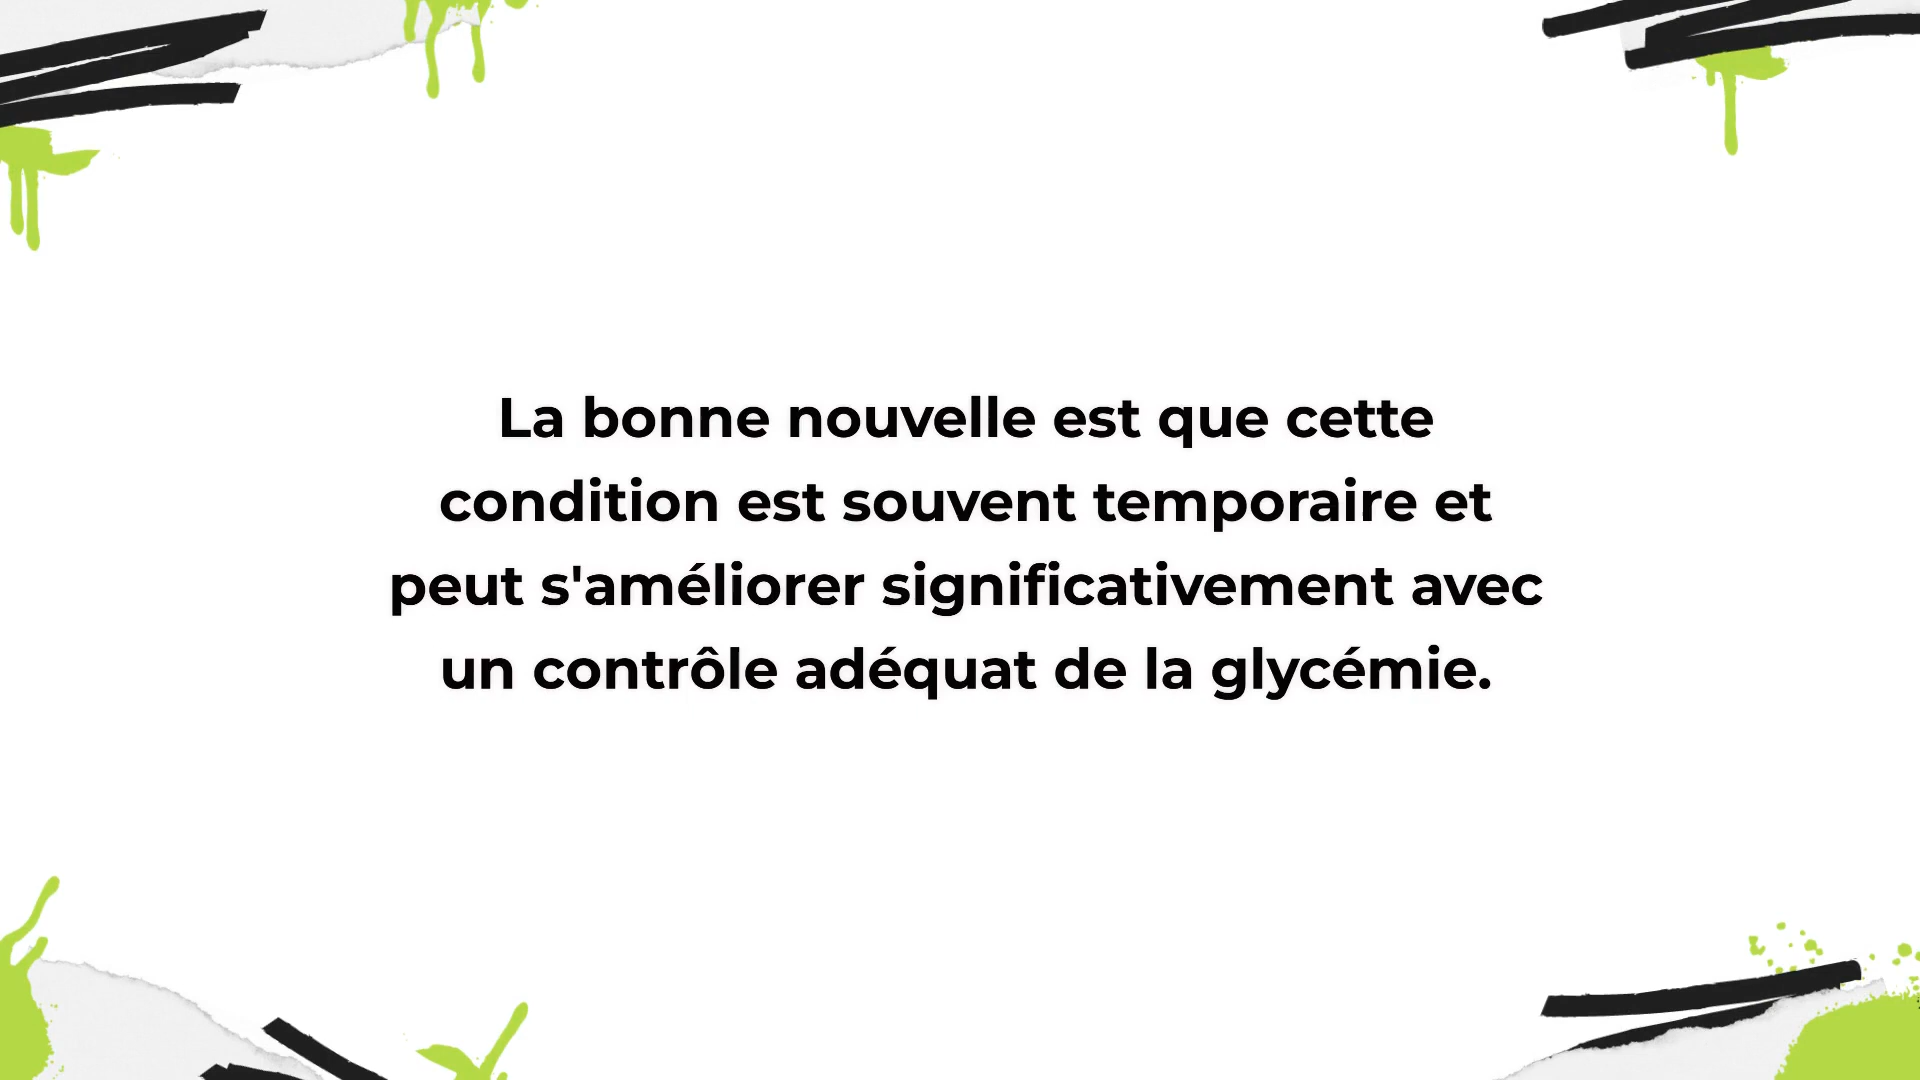 La bonne nouvelle est que cette
condition est souvent temporaire et
peut s'améliorer significativement avec
un contrôle adéquat de la glycémie.